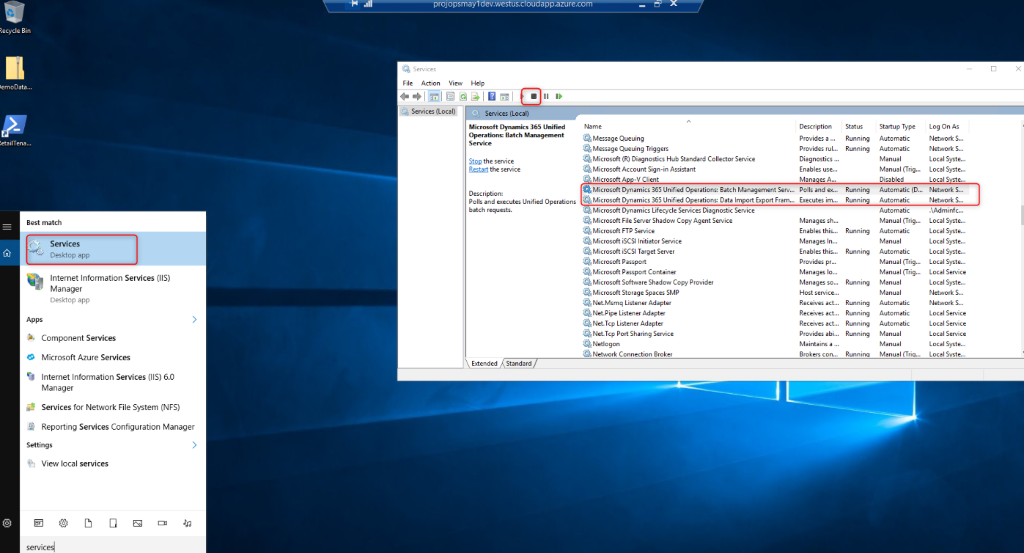 projopsmay1dev.westus.cloudapp.azure.com
Recycle Bin
DemoData...
RetailTena...
Services
File Action View Help
Services (Local)
Services (Local)
Microsoft Dynamics 365 Unified
Operations: Batch Management
Service
Stop the service
Restart the service
Description:
Polls and executes Unified Operations
batch requests.
Name Description Status Startup Type Log On As
Message Queuing Provides a ... Running Automatic Network S...
Message Queuing Triggers Provides rul... Running Automatic Local Syste...
Microsoft (R) Diagnostics Hub Standard Collector Service Diagnostics ... Manual Local Syste...
Microsoft Account Sign-in Assistant Enables use... Manual (Trig... Local Syste...
Microsoft App-V Client Manages A... Disabled Local Syste...
Microsoft Dynamics 365 Unified Operations: Batch Management Serv... Polls and ex... Running Automatic (D... Network S...
Microsoft Dynamics 365 Unified Operations: Data Import Export Fram... Executes im... Running Automatic Network S...
Microsoft Dynamics Lifecycle Services Diagnostic Service Automatic .\Adminfc...
Microsoft File Server Shadow Copy Agent Service Manages sh... Manual (Trig... Local Syste...
Microsoft FTP Service Enables this... Running Automatic Local Syste...
Microsoft iSCSI Initiator Service Manages In... Manual Local Syste...
Microsoft iSCSI Target Server Enables this... Running Automatic Local Syste...
Microsoft Passport Provides pr... Manual (Trig... Local Syste...
Microsoft Passport Container Manages lo... Manual (Trig... Local Service
Microsoft Software Shadow Copy Provider Manages so... Manual Local Syste...
Microsoft Storage Spaces SMP Host service... Manual Network S...
Net.Msmq Listener Adapter Receives act... Running Automatic Network S...
Net.Pipe Listener Adapter Receives act... Running Automatic Local Service
Net.Tcp Listener Adapter Receives act... Running Automatic Local Service
Net.Tcp Port Sharing Service Provides abi... Running Manual Local Service
Netlogon Maintains a ... Manual Local Syste...
Network Connection Broker Brokers con... Running Manual (Trig... Local Syste...
Extended Standard
Best match
Services
Desktop app
Internet Information Services (IIS)
Manager
Desktop app
Apps
Component Services
Microsoft Azure Services
Internet Information Services (IIS) 6.0
Manager
Services for Network File System (NFS)
Reporting Services Configuration Manager
Settings
View local services
services